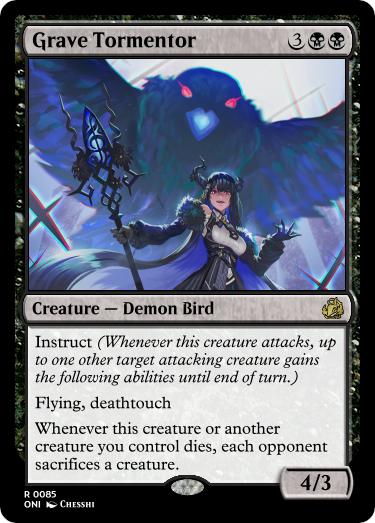 Grave Tormentor 3
Creature — Demon Bird
Instruct (Whenever this creature attacks, up
to one other target attacking creature gains
the following abilities until end of turn.)
Flying, deathtouch
Whenever this creature or another
creature you control dies, each opponent
sacrifices a creature.
4/3
R 0085
ONI Chesshi